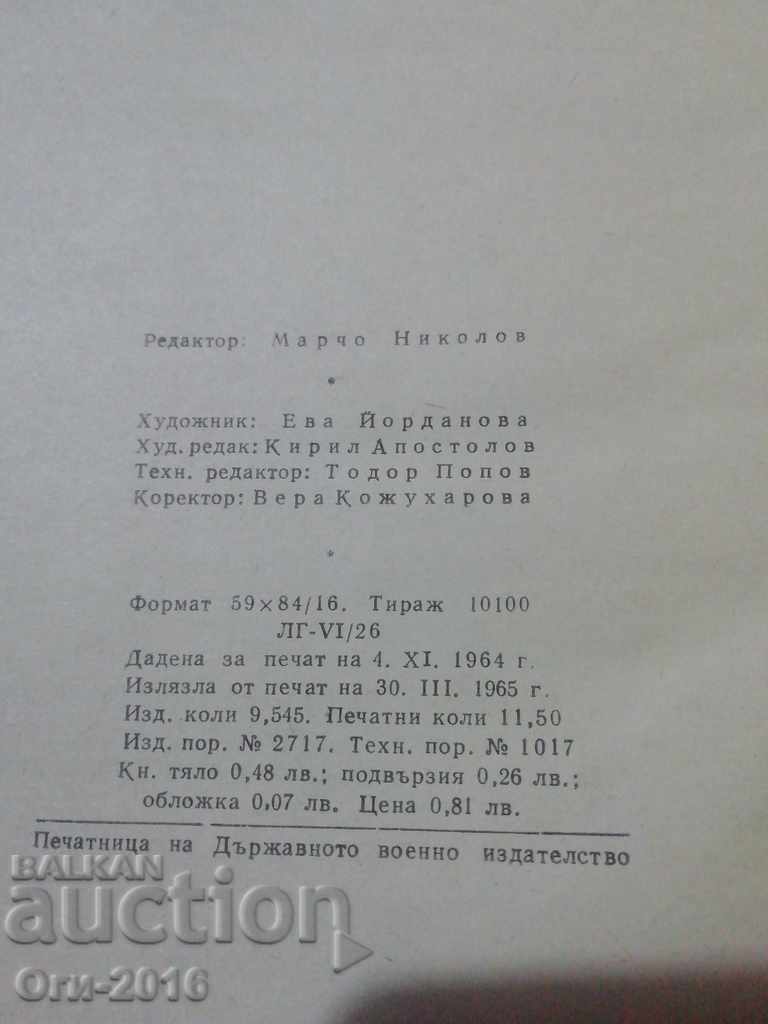 Редактор: Марчо Николов
*
Художник: Ева Йорданова
Худ. редак: Кирил Апостолов
Техн. редактор: Тодор Попов
Коректор: Вера Кожухарова
*
Формат 59×84/16. Тираж 10100
ЛГ-VI/26
Дадена за печат на 4. XI. 1964 г.
Излязла от печат на 30. III. 1965 г.
Изд. коли 9,545. Печатни коли 11,50
Изд. пор. № 2717. Техн. пор. № 1017
Кн. тяло 0,48 лв.; подвързия 0,26 лв.;
обложка 0,07 лв. Цена 0,81 лв.
Печатница на Държавното военно издателство
BALKAN
auction
Оги-2016